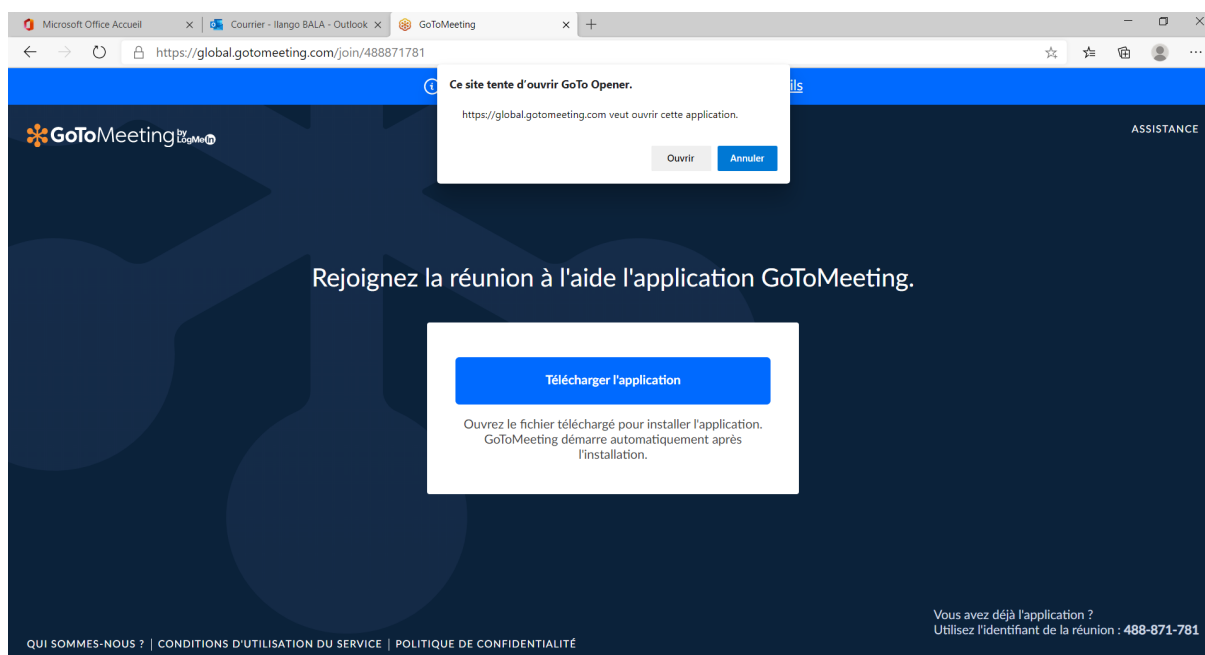 Microsoft Office Accueil
Courrier - Ilango BALA - Outlook
GoToMeeting
https://global.gotomeeting.com/join/488871781
ils
Ce site tente d'ouvrir GoTo Opener.
https://global.gotomeeting.com veut ouvrir cette application.
Ouvrir
Annuler
GoToMeeting by LogMeIn
ASSISTANCE
Rejoignez la réunion à l'aide l'application GoToMeeting.
Télécharger l'application
Ouvrez le fichier téléchargé pour installer l'application.
GoToMeeting démarre automatiquement après
l'installation.
Vous avez déjà l'application ?
Utilisez l'identifiant de la réunion : 488-871-781
QUI SOMMES-NOUS ? | CONDITIONS D'UTILISATION DU SERVICE | POLITIQUE DE CONFIDENTIALITÉ